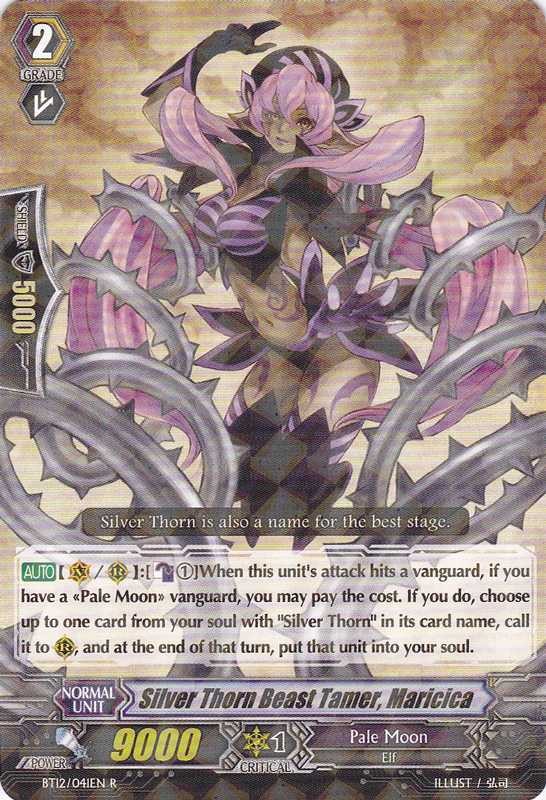 2
GRADE
SHIELD
5000
Silver Thorn is also a name for the best stage.
AUTO [ V / R ]:[ ①]When this unit's attack hits a vanguard, if you
have a «Pale Moon» vanguard, you may pay the cost. If you do, choose
up to one card from your soul with "Silver Thorn" in its card name, call
it to R, and at the end of that turn, put that unit into your soul.
NORMAL
UNIT
Silver Thorn Beast Tamer, Maricica
POWER
9000
1
CRITICAL
Pale Moon
Elf
BT12/041EN R
ILLUST / 弘司